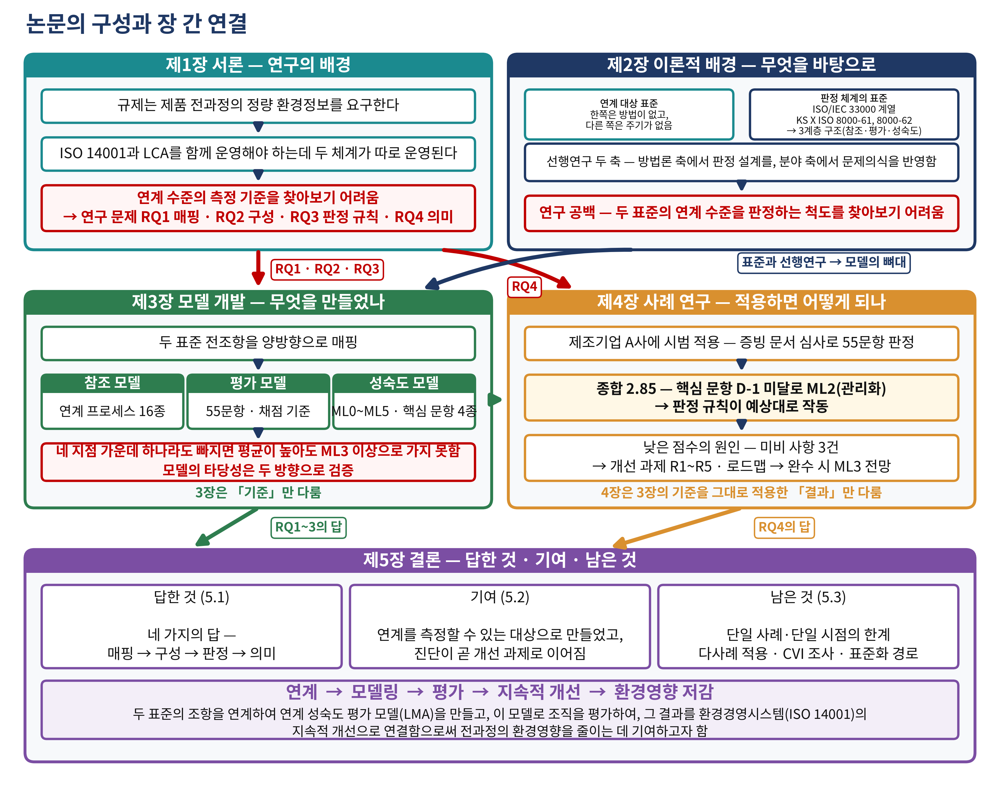 논문의 구성과 장 간 연결
제1장 서론 — 연구의 배경
규제는 제품 전과정의 정량 환경정보를 요구한다
ISO 14001과 LCA를 함께 운영해야 하는데 두 체계가 따로 운영된다
연계 수준의 측정 기준을 찾아보기 어려움
→ 연구 문제 RQ1 매핑 · RQ2 구성 · RQ3 판정 규칙 · RQ4 의미
제2장 이론적 배경 — 무엇을 바탕으로
연계 대상 표준
한쪽은 방법이 없고,
다른 쪽은 주기가 없음
판정 체계의 표준
ISO/IEC 33000 계열
KS X ISO 8000-61, 8000-62
→ 3계층 구조(참조·평가·성숙도)
선행연구 두 축 — 방법론 축에서 판정 설계를, 분야 축에서 문제의식을 반영함
연구 공백 — 두 표준의 연계 수준을 판정하는 척도를 찾아보기 어려움
RQ1 · RQ2 · RQ3
RQ4
표준과 선행연구 → 모델의 뼈대
제3장 모델 개발 — 무엇을 만들었나
두 표준 전조항을 양방향으로 매핑
참조 모델
연계 프로세스 16종
평가 모델
55문항 · 채점 기준
성숙도 모델
ML0~ML5 · 핵심 문항 4종
네 지점 가운데 하나라도 빠지면 평균이 높아도 ML3 이상으로 가지 못함
모델의 타당성은 두 방향으로 검증
3장은 「기준」만 다룸
제4장 사례 연구 — 적용하면 어떻게 되나
제조기업 A사에 시범 적용 — 증빙 문서 심사로 55문항 판정
종합 2.85 — 핵심 문항 D-1 미달로 ML2(관리화)
→ 판정 규칙이 예상대로 작동
낮은 점수의 원인 — 미비 사항 3건
→ 개선 과제 R1~R5 · 로드맵 → 완수 시 ML3 전망
4장은 3장의 기준을 그대로 적용한 「결과」만 다룸
RQ1~3의 답
RQ4의 답
제5장 결론 — 답한 것 · 기여 · 남은 것
답한 것 (5.1)
네 가지의 답 —
매핑 → 구성 → 판정 → 의미
기여 (5.2)
연계를 측정할 수 있는 대상으로 만들었고,
진단이 곧 개선 과제로 이어짐
남은 것 (5.3)
단일 사례·단일 시점의 한계
다사례 적용 · CVI 조사 · 표준화 경로
연계 → 모델링 → 평가 → 지속적 개선 → 환경영향 저감
두 표준의 조항을 연계하여 연계 성숙도 평가 모델(LMA)을 만들고, 이 모델로 조직을 평가하여, 그 결과를 환경경영시스템(ISO 14001)의
지속적 개선으로 연결함으로써 전과정의 환경영향을 줄이는 데 기여하고자 함